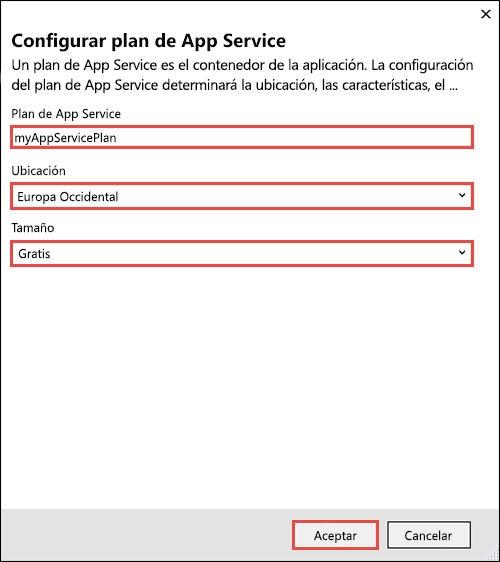 Configurar plan de App Service
Un plan de App Service es el contenedor de la aplicación. La configuración
del plan de App Service determinará la ubicación, las características, el ...
Plan de App Service
myAppServicePlan
Ubicación
Europa Occidental
Tamaño
Gratis
Aceptar
Cancelar